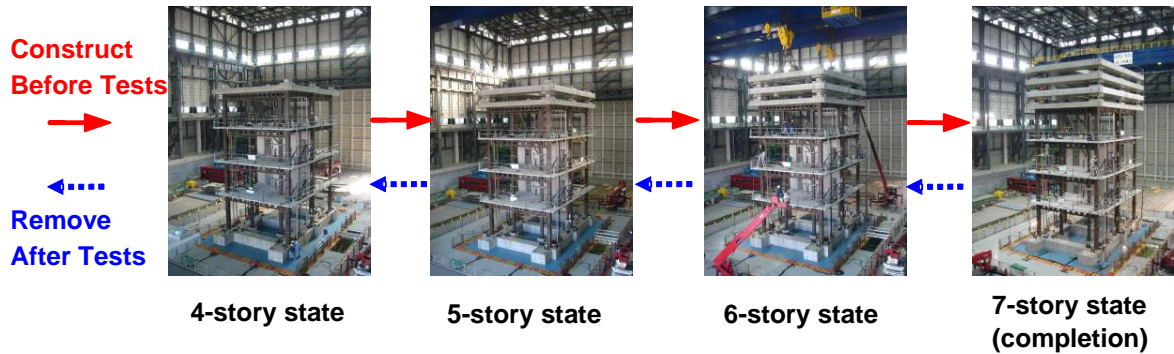 Construct
Before Tests
Remove
After Tests
4-story state
5-story state
6-story state
7-story state
(completion)